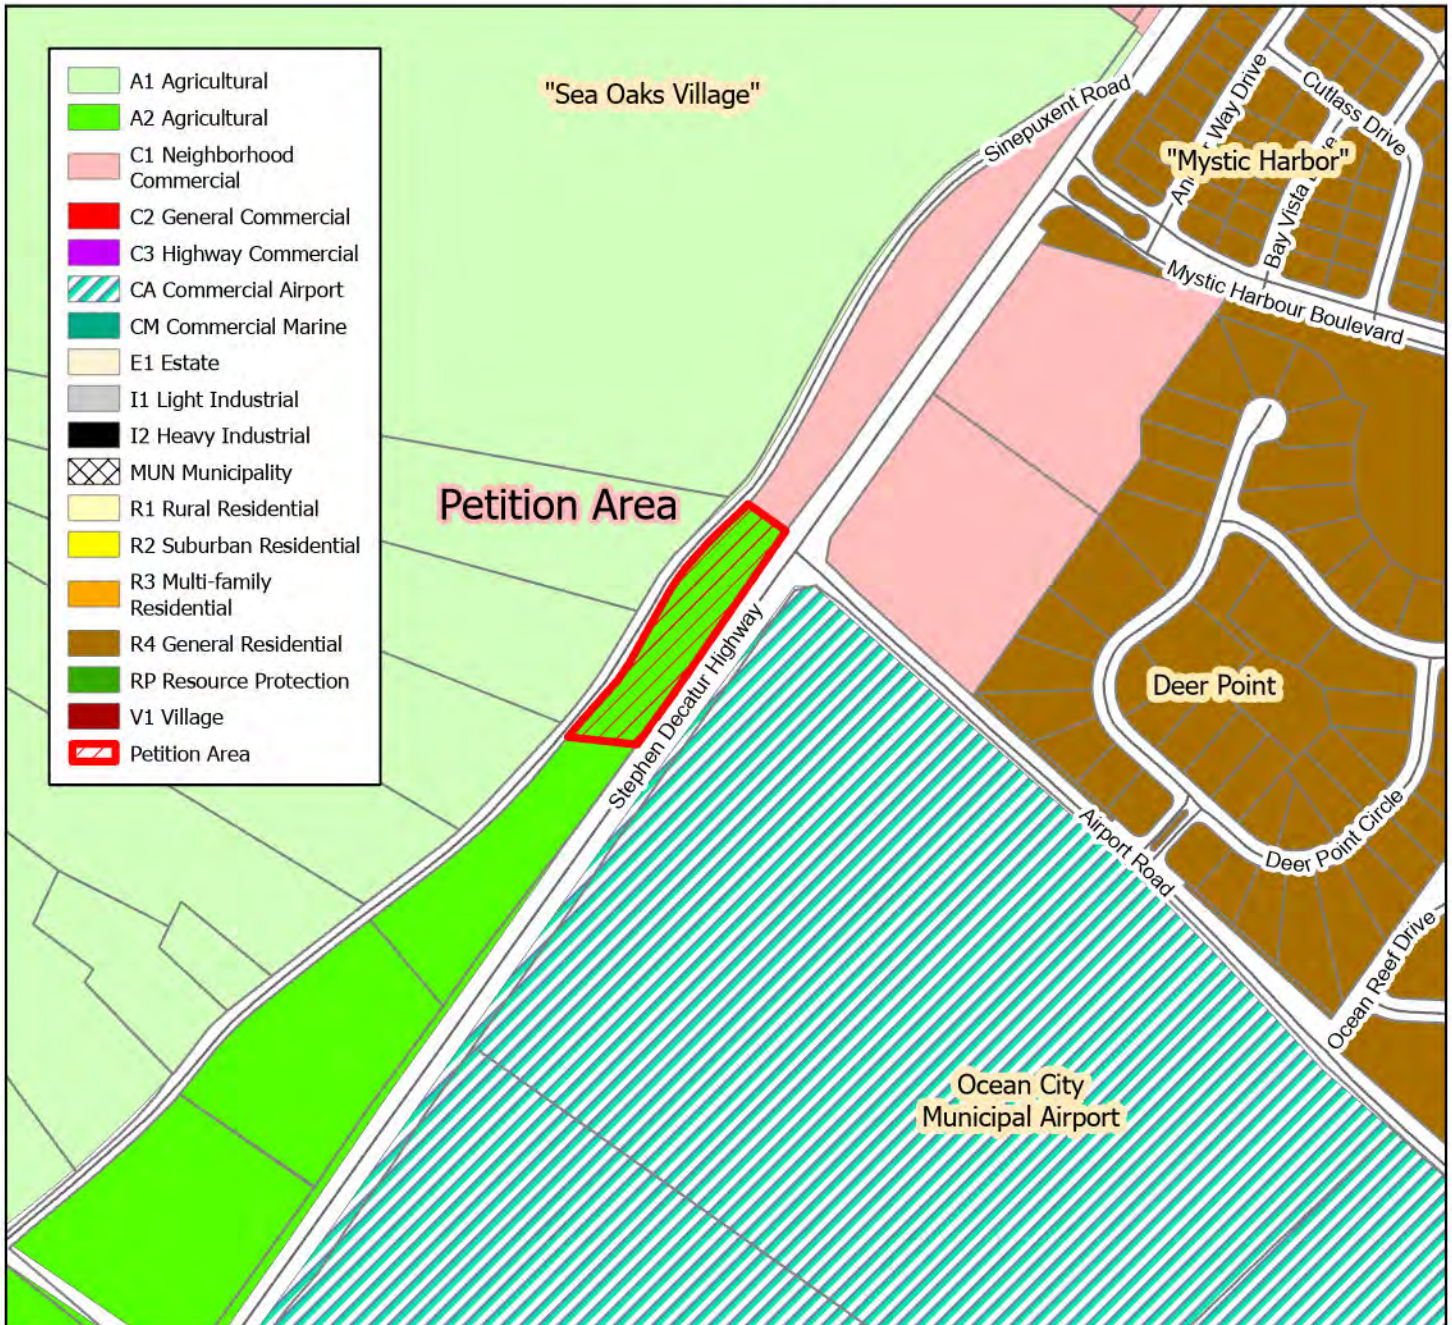 A1 Agricultural
A2 Agricultural
C1 Neighborhood
Commercial
C2 General Commercial
C3 Highway Commercial
CA Commercial Airport
CM Commercial Marine
E1 Estate
I1 Light Industrial
I2 Heavy Industrial
MUN Municipality
R1 Rural Residential
R2 Suburban Residential
R3 Multi-family
Residential
R4 General Residential
RP Resource Protection
V1 Village
Petition Area
"Sea Oaks Village"
Sinepuxent Road
Way Drive
Cutlass Drive
"Mystic Harbor"
Bay Vista
Mystic Harbour Boulevard
Petition Area
Stephen Decatur Highway
Deer Point
Airport Road
Deer Point Circle
Ocean Reef Drive
Ocean City
Municipal Airport